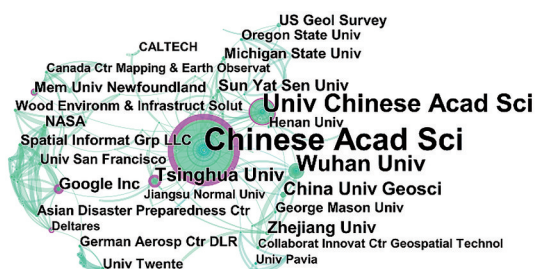 US Geol Survey
Oregon State Univ
CALTECH
Michigan State Univ
Canada Ctr Mapping & Earth Observat
Mem Univ Newfoundland
Sun Yat Sen Univ
Wood Environm & Infrastruct Solut
Univ Chinese Acad Sci
NASA
Henan Univ
Spatial Informat Grp LLC
Chinese Acad Sci
Univ San Francisco
Wuhan Univ
Tsinghua Univ
Google Inc
Jiangsu Normal Univ
China Univ Geosci
Asian Disaster Preparedness Ctr
George Mason Univ
Deltares
Zhejiang Univ
German Aerosp Ctr DLR
Collaborat Innovat Ctr Geospatial Technol
Univ Twente
Univ Pavia